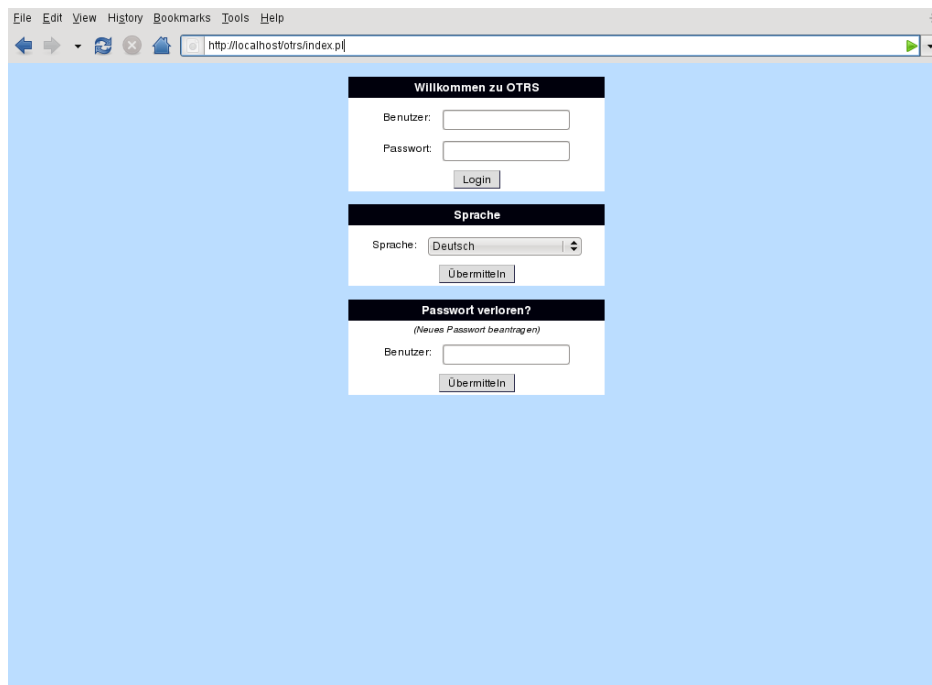 File Edit View History Bookmarks Tools Help
http://localhost/otrs/index.pl
Willkommen zu OTRS
Benutzer:
Passwort:
Login
Sprache
Sprache: Deutsch
Übermitteln
Passwort verloren?
(Neues Passwort beantragen)
Benutzer:
Übermitteln